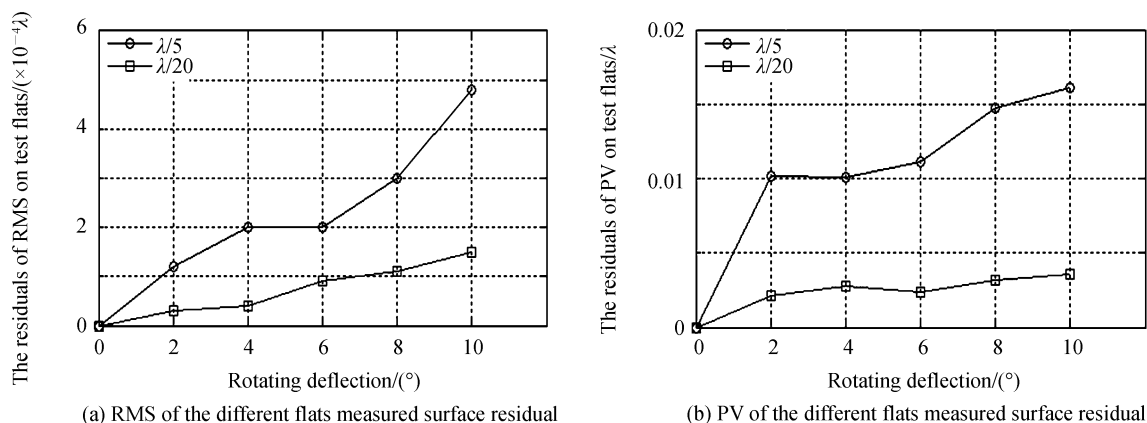 The residuals of RMS on test flats/(×10⁻⁴λ)
6
4
2
0
λ/5
λ/20
0 2 4 6 8 10
Rotating deflection/(°)
(a) RMS of the different flats measured surface residual
The residuals of PV on test flats/λ
0.02
0.01
0
λ/5
λ/20
0 2 4 6 8 10
Rotating deflection/(°)
(b) PV of the different flats measured surface residual